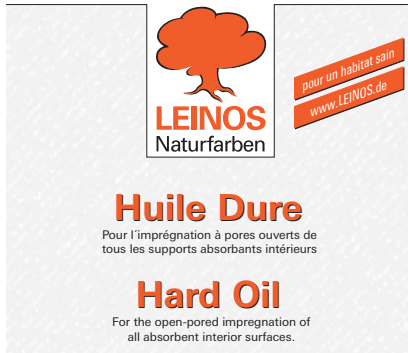 LEINOS
Naturfarben
pour un habitat sain
www.LEINOS.de
Huile Dure
Pour l´imprégnation à pores ouverts de
tous les supports absorbants intérieurs
Hard Oil
For the open-pored impregnation of
all absorbent interior surfaces.